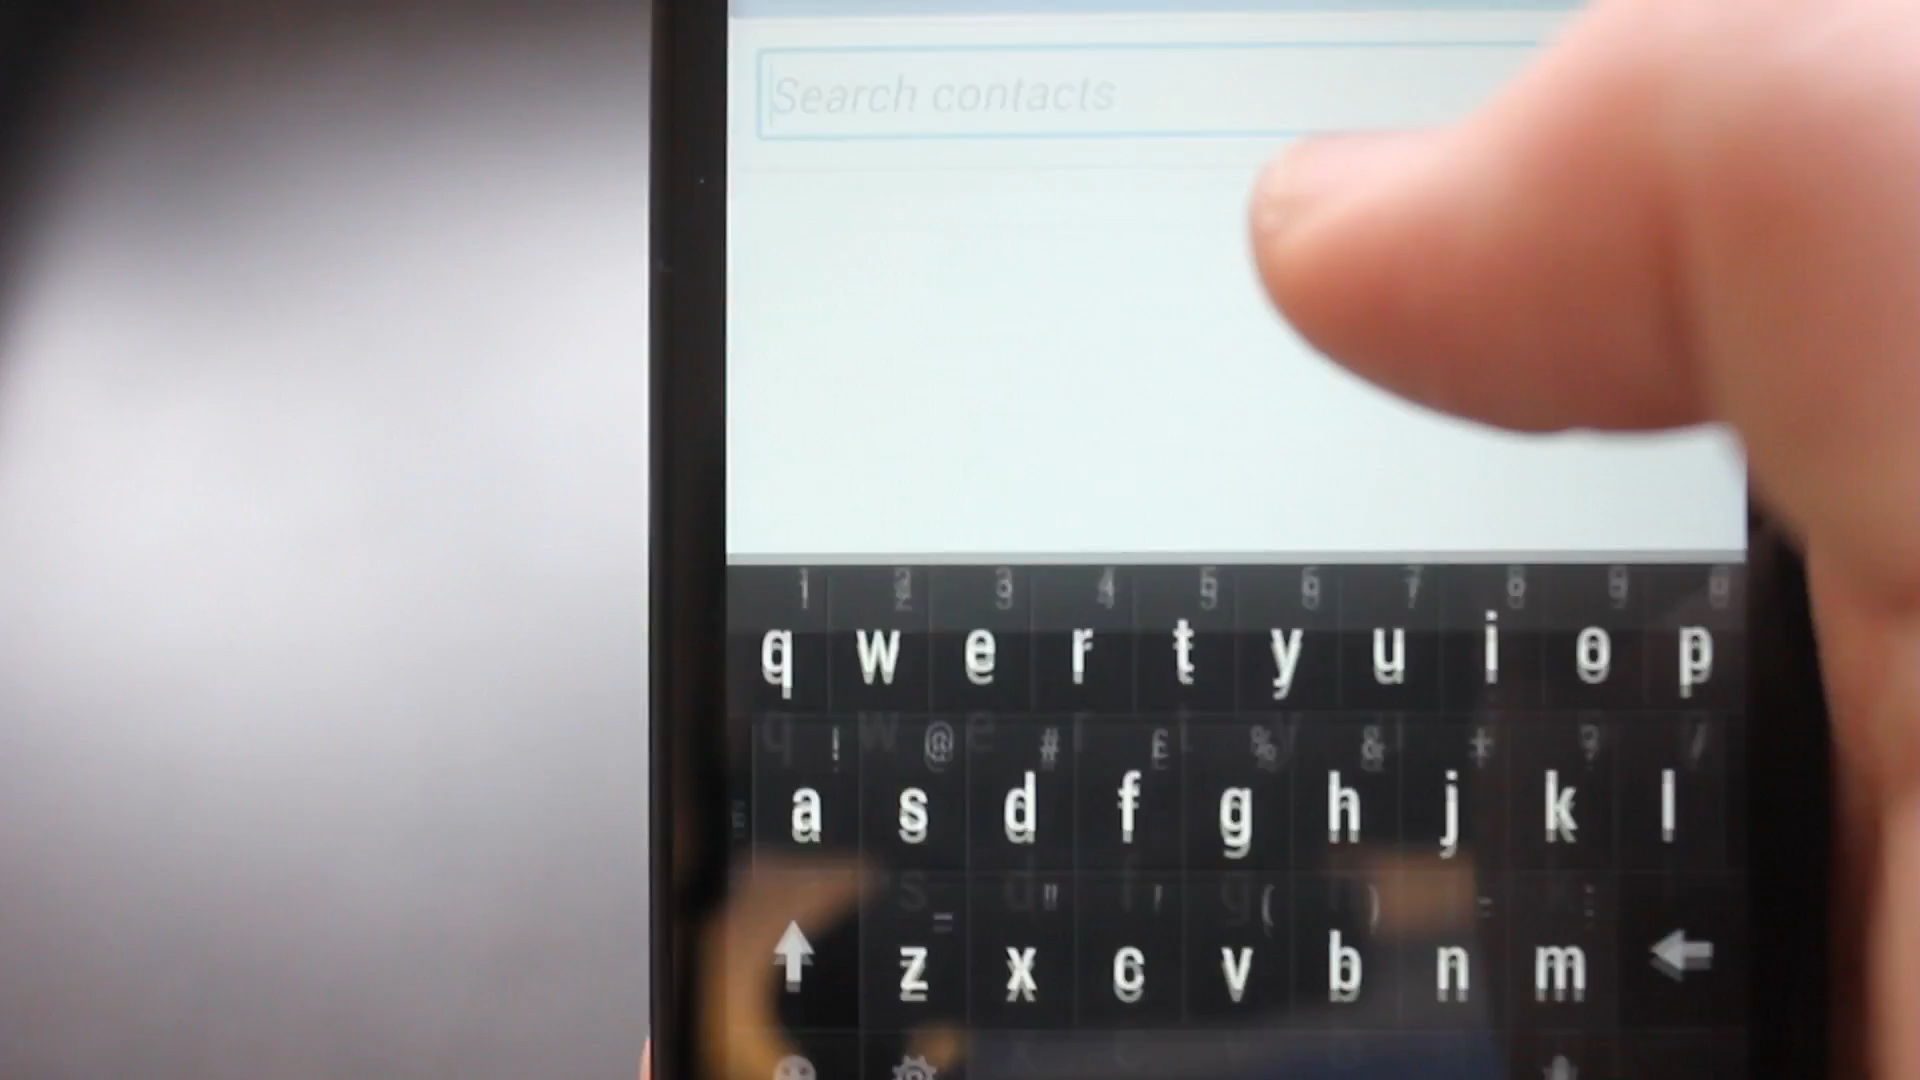 Search contacts
1 2 3 4 5 6 7 8 9 0
q w e r t y u i o p
! @ # £ % & + ? /
a s d f g h j k l
_ " ' ( ) - :
z x c v b n m